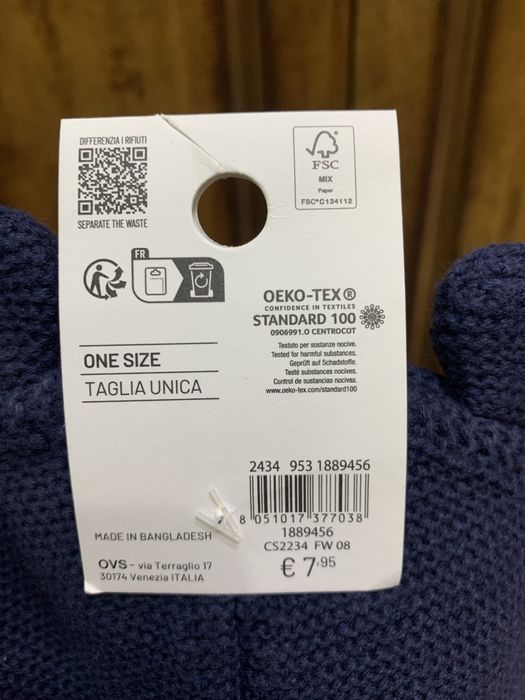 DIFFERENZIA I RIFIUTI
SEPARATE THE WASTE
FSC
MIX
Paper
FSC® C134112
FR
OEKO-TEX®
CONFIDENCE IN TEXTILES
STANDARD 100
0906991.O CENTROCOT
Testato per sostanze nocive.
Tested for harmful substances.
Geprüft auf Schadstoffe.
Testé substances nocives.
Control de sustancias nocivas.
www.oeko-tex.com/standard100
ONE SIZE
TAGLIA UNICA
2434 953 1889456
8 051017 377038
1889456
CS2234 FW 08
€ 7,95
MADE IN BANGLADESH
OVS - via Terraglio 17
30174 Venezia ITALIA